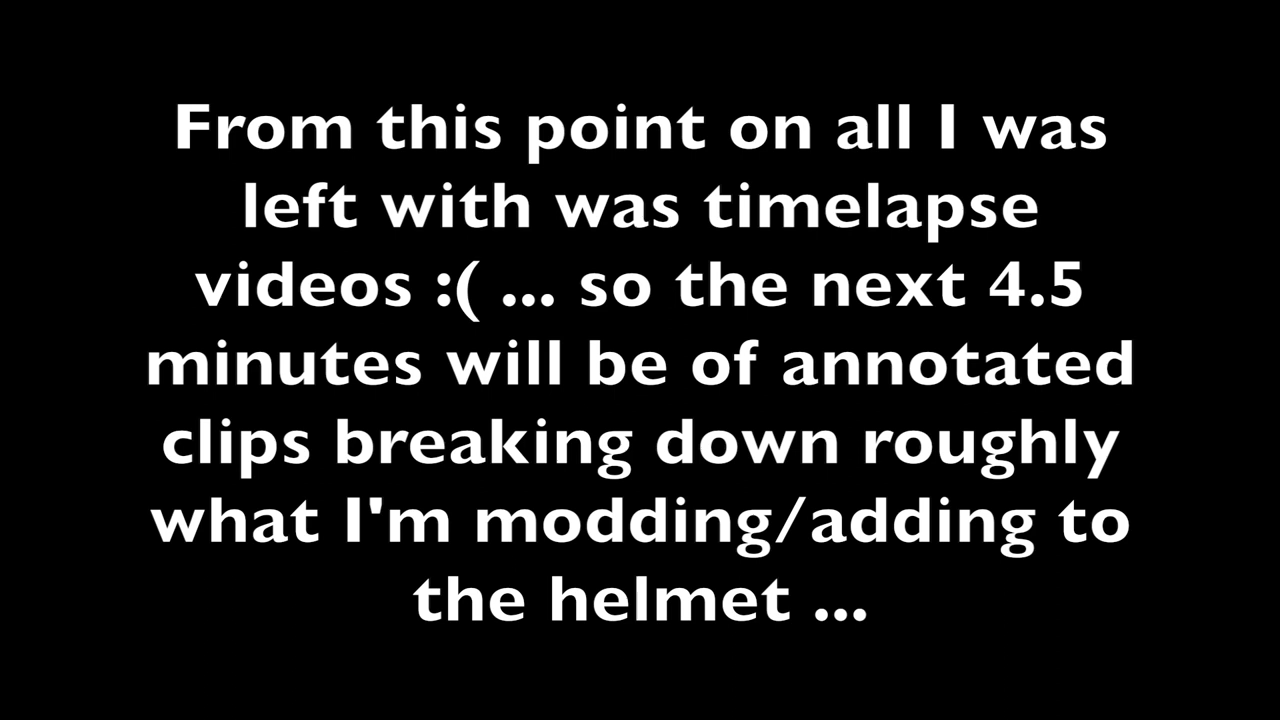 From this point on all I was
left with was timelapse
videos :( ... so the next 4.5
minutes will be of annotated
clips breaking down roughly
what I'm modding/adding to
the helmet ...